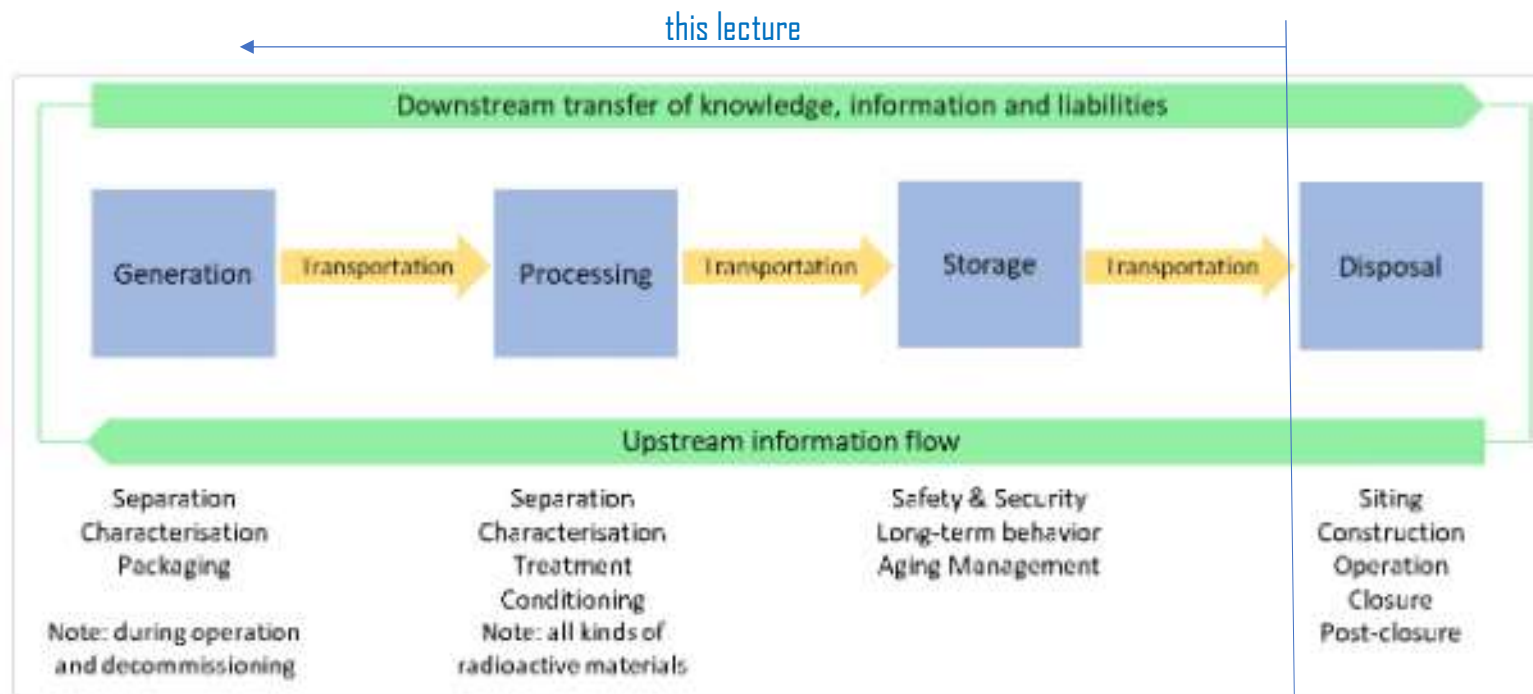 this lecture
Downstream transfer of knowledge, information and liabilities
Generation
Transportation
Processing
Transportation
Storage
Transportation
Disposal
Upstream information flow
Separation
Characterisation
Packaging
Note: during operation
and decommissioning
Separation
Characterisation
Treatment
Conditioning
Note: all kinds of
radioactive materials
Safety & Security
Long-term behavior
Aging Management
Siting
Construction
Operation
Closure
Post-closure